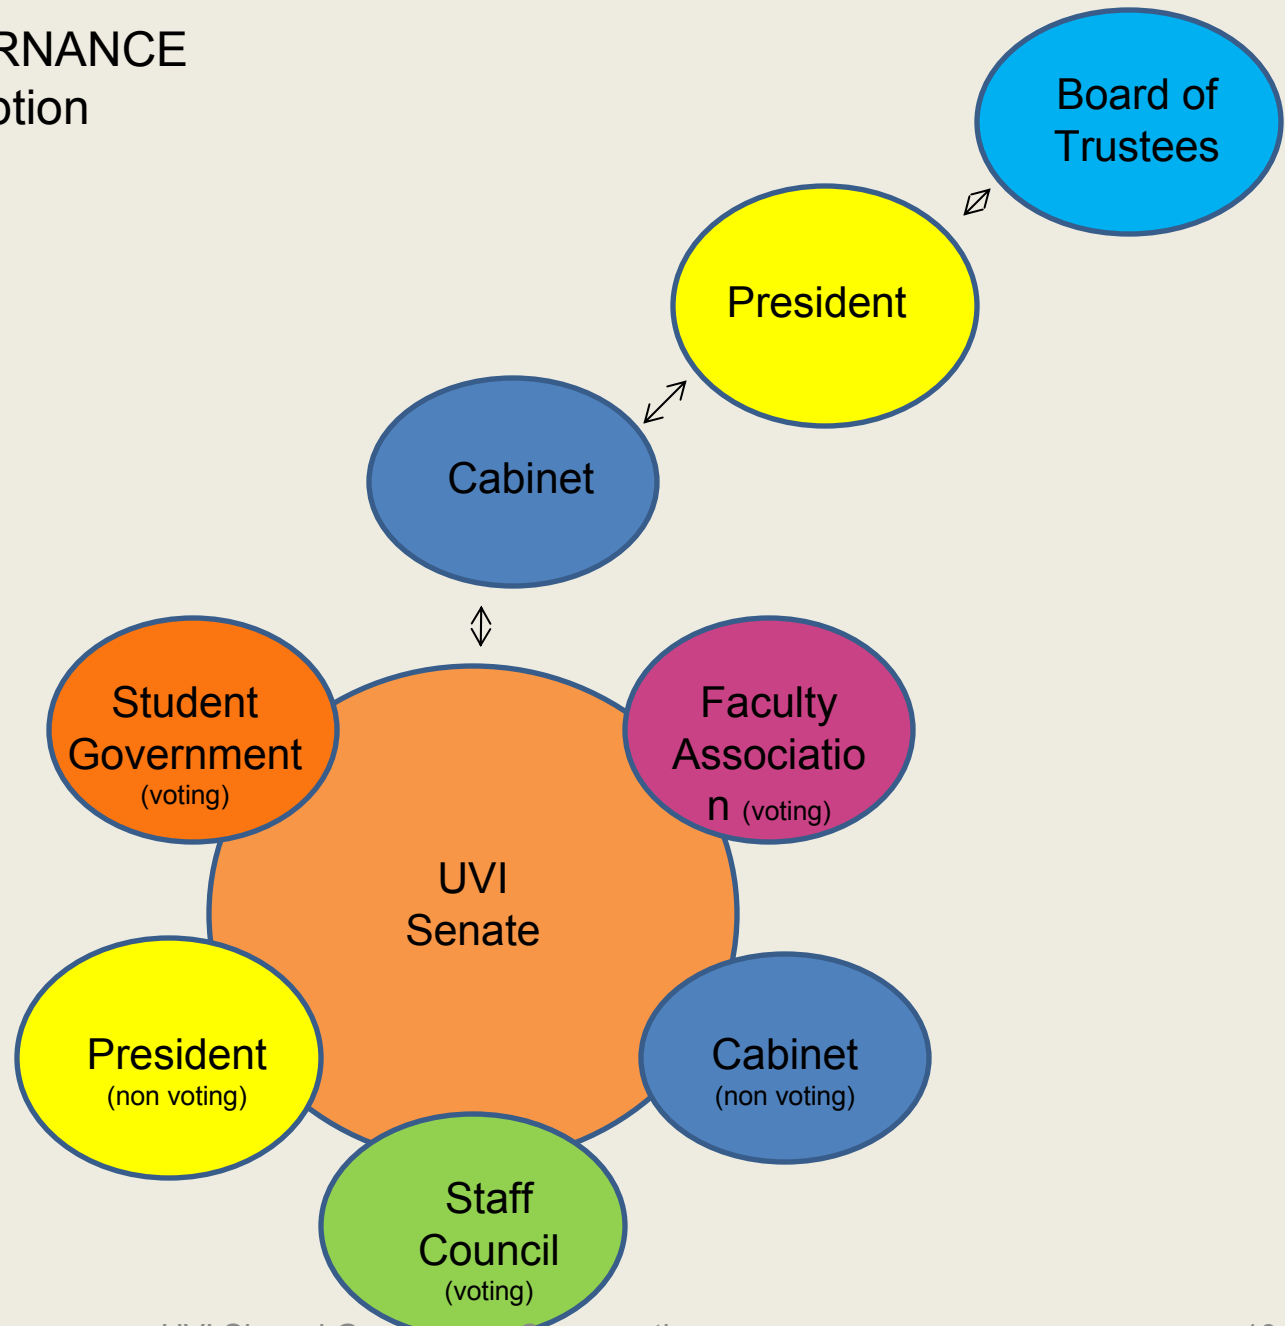 RNANCE
otion
Board of
Trustees
President
Cabinet
Student
Government
(voting)
Faculty
Associatio
n (voting)
UVI
Senate
President
(non voting)
Cabinet
(non voting)
Staff
Council
(voting)